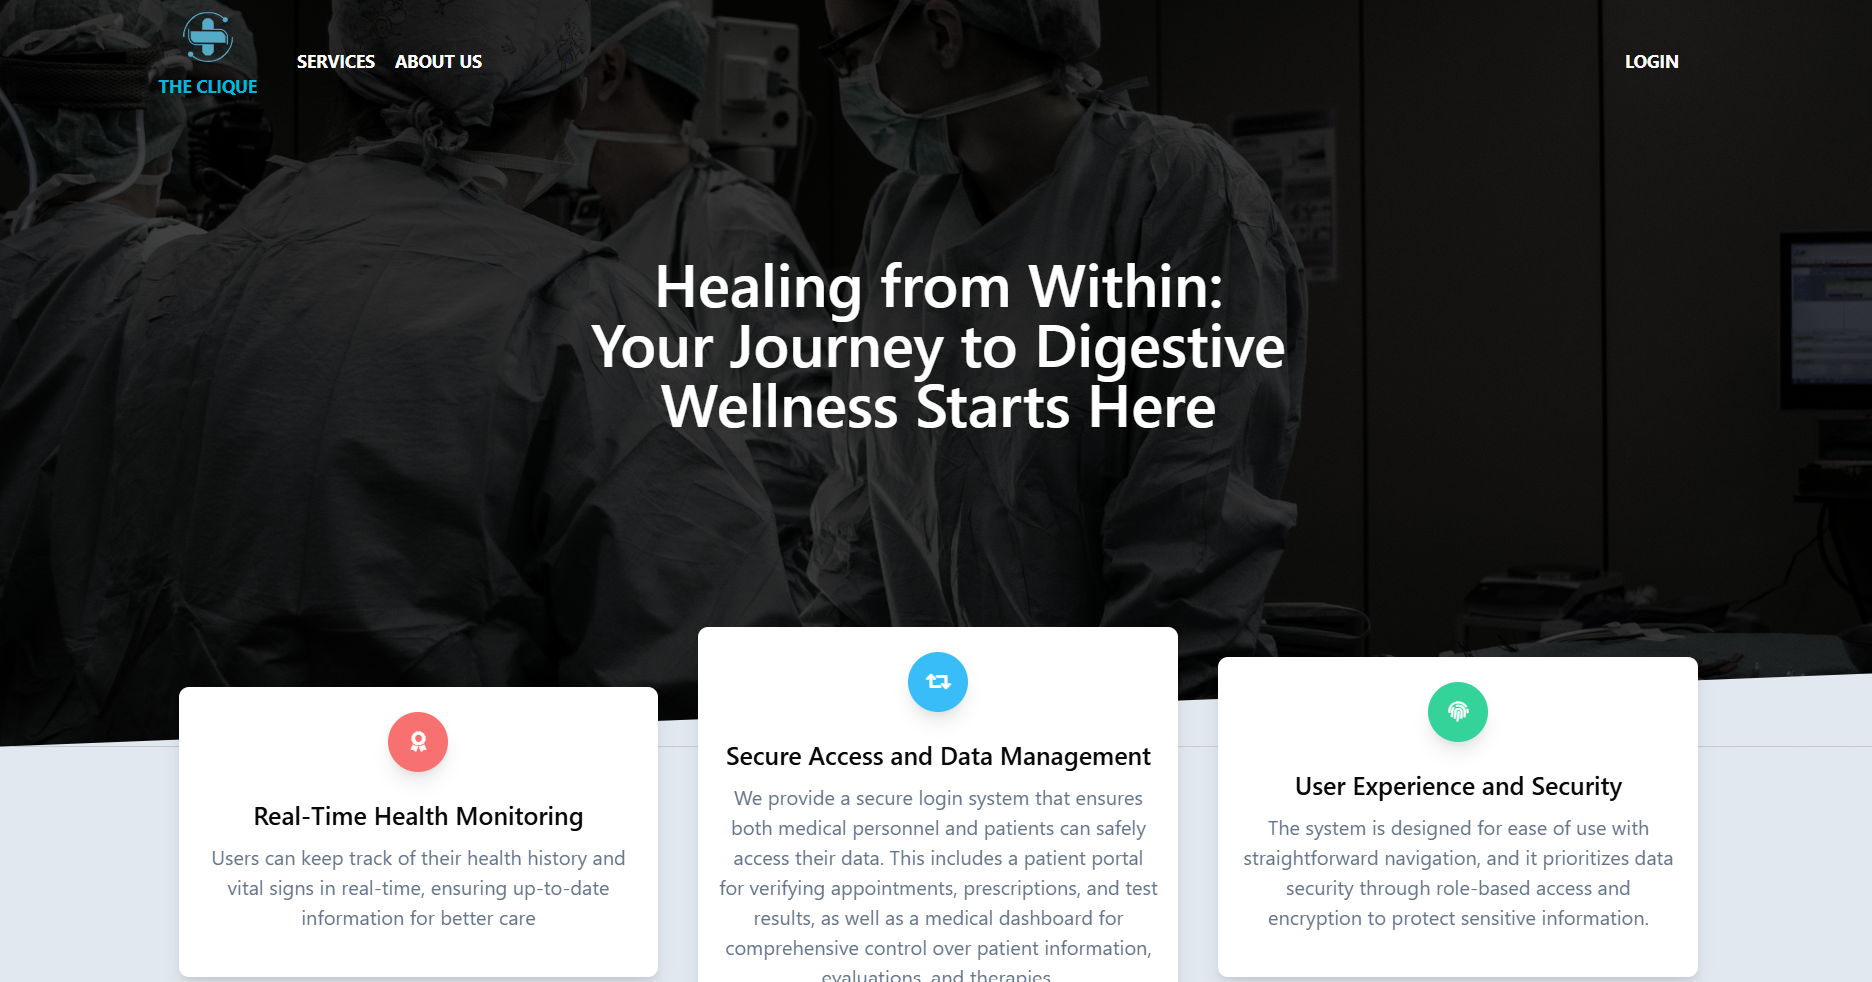 THE CLIQUE
SERVICES
ABOUT US
LOGIN
Healing from Within:
Your Journey to Digestive
Wellness Starts Here
Real-Time Health Monitoring
Users can keep track of their health history and
vital signs in real-time, ensuring up-to-date
information for better care
Secure Access and Data Management
We provide a secure login system that ensures
both medical personnel and patients can safely
access their data. This includes a patient portal
for verifying appointments, prescriptions, and test
results, as well as a medical dashboard for
comprehensive control over patient information,
evaluations, and therapies.
User Experience and Security
The system is designed for ease of use with
straightforward navigation, and it prioritizes data
security through role-based access and
encryption to protect sensitive information.